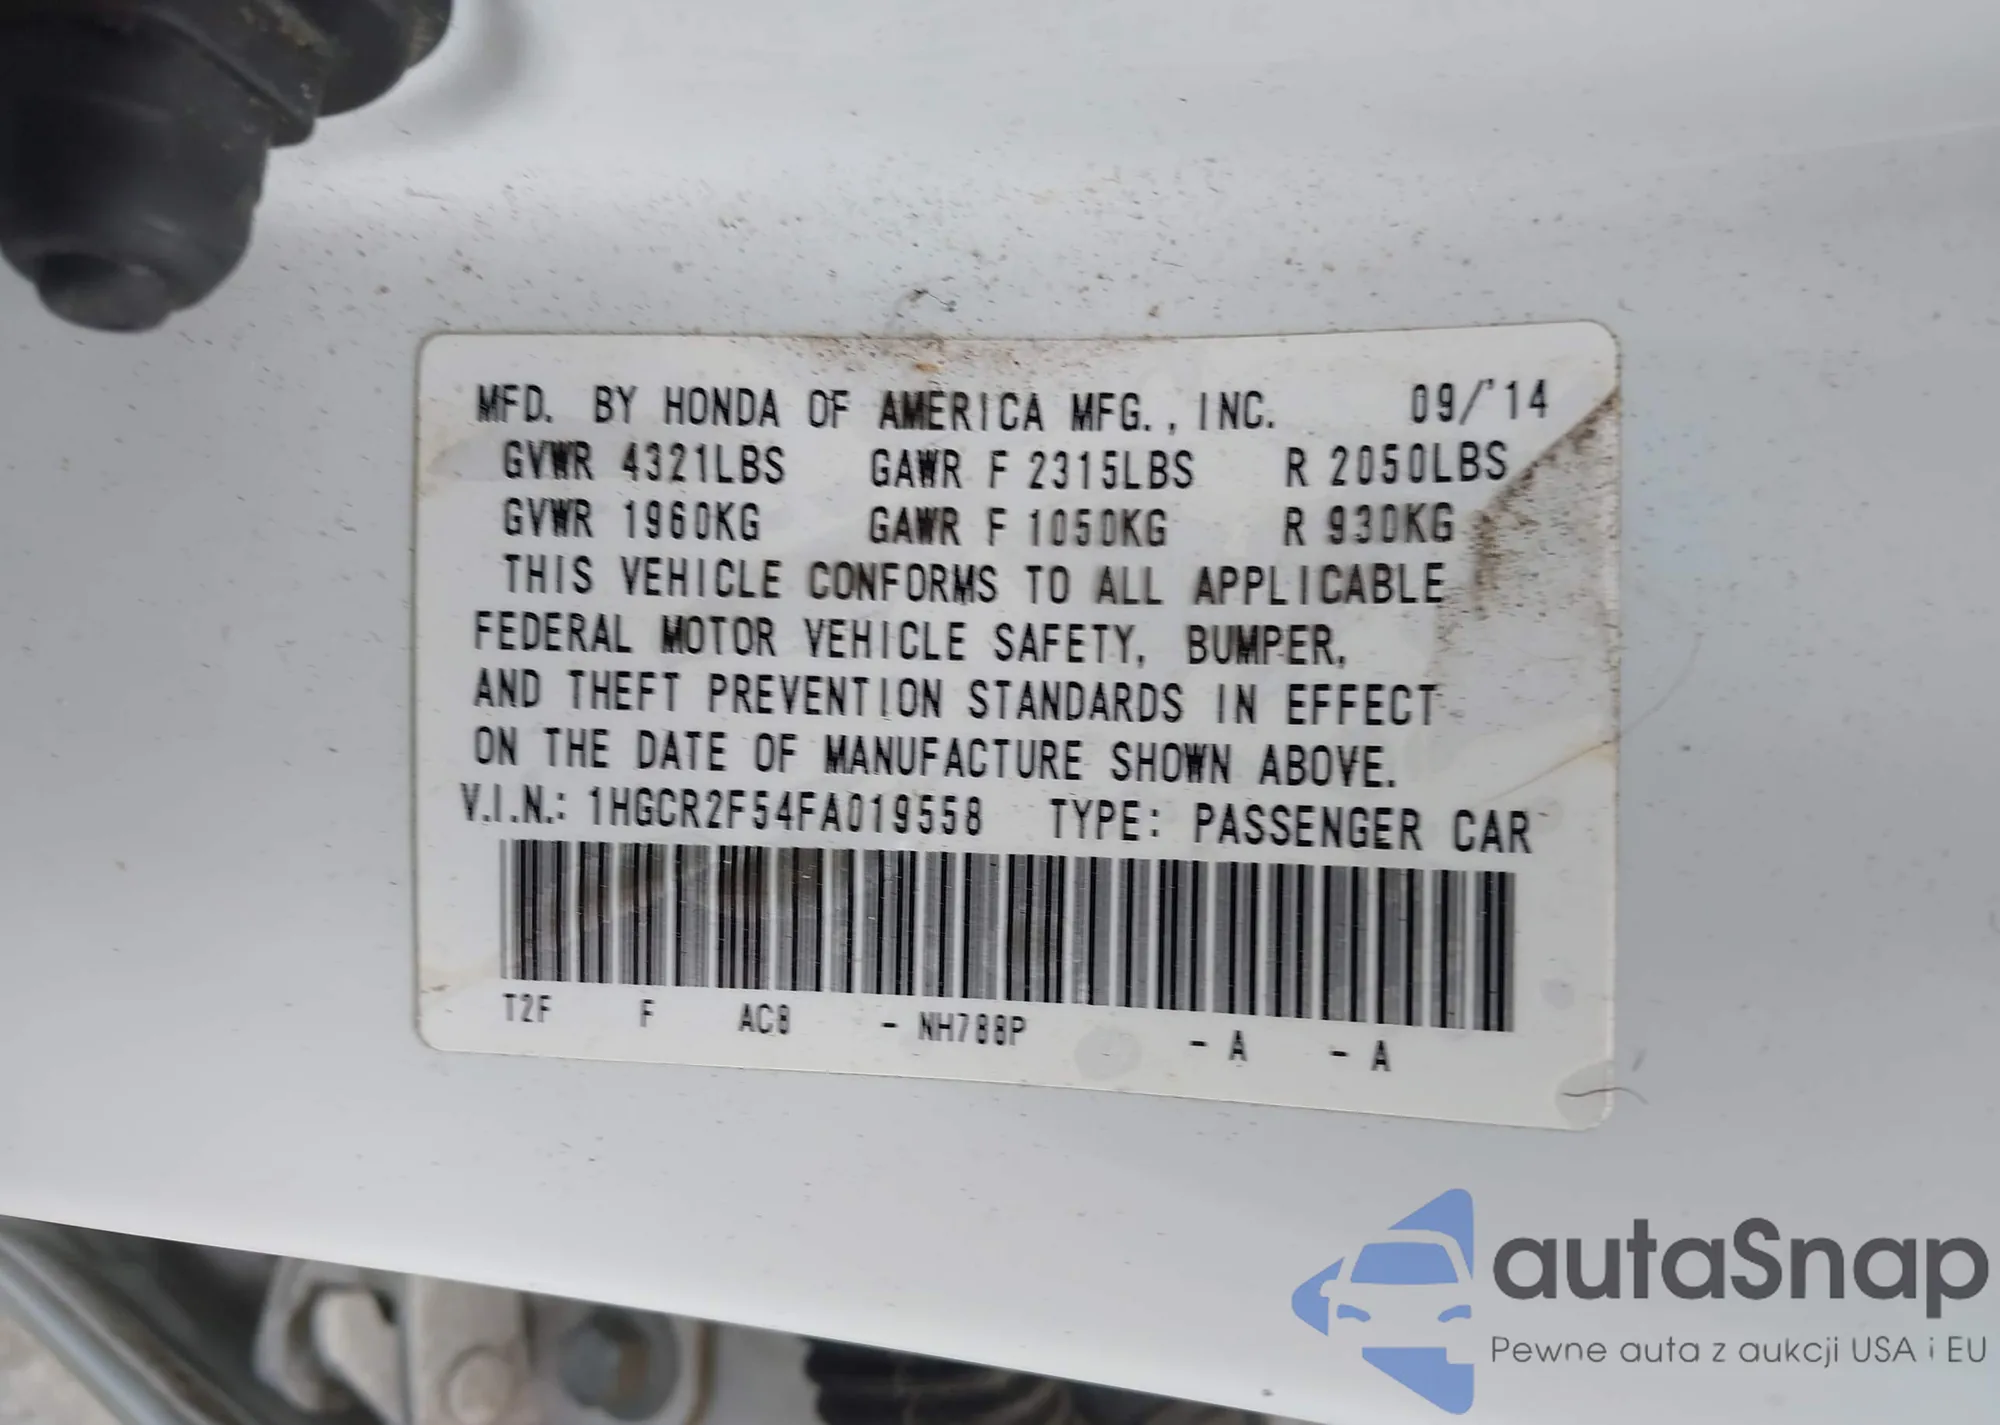 MFD. BY HONDA OF AMERICA MFG., INC. 09/'14
GVWR 4321LBS GAWR F 2315LBS R 2050LBS
GVWR 1960KG GAWR F 1050KG R 930KG
THIS VEHICLE CONFORMS TO ALL APPLICABLE
FEDERAL MOTOR VEHICLE SAFETY, BUMPER,
AND THEFT PREVENTION STANDARDS IN EFFECT
ON THE DATE OF MANUFACTURE SHOWN ABOVE.
V.I.N.: 1HGCR2F54FA019558 TYPE: PASSENGER CAR
T2F F AC8 - NH788P - A - A
autaSnap
Pewne auta z aukcji USA i EU